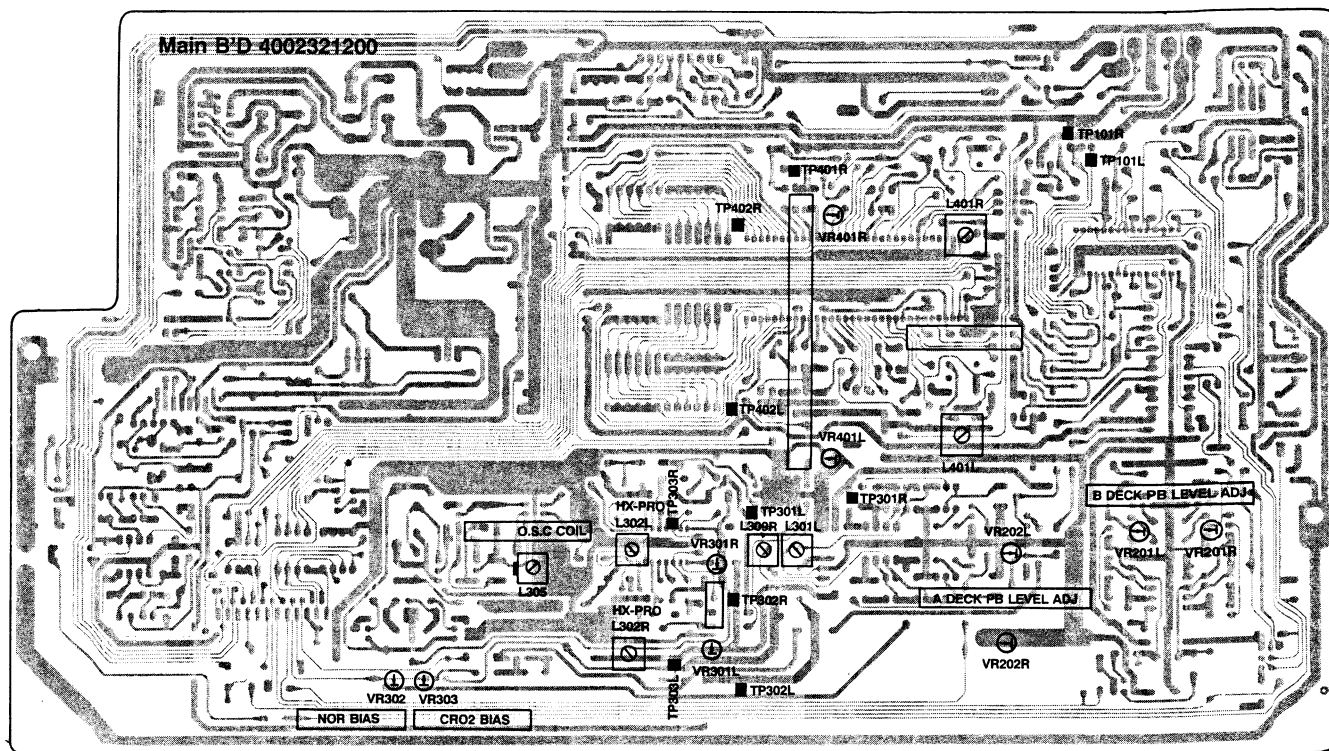 Main B'D 4002321200
TP101R
TP101L
TP401R
TP402R
VR401R
L401R
TP402L
VR401L
L401L
TP303R
TP301R
B DECK PB LEVEL ADJ
HX-PRO
L302L
TP301L
O.S.C COIL
L309R
L301L
VR301R
VR202L
VR201L
VR201R
L305
TP302R
A DECK PB LEVEL ADJ
HX-PRO
L302R
VR202R
VR301L
TP303L
TP302L
VR302
VR303
NOR BIAS
CRO2 BIAS